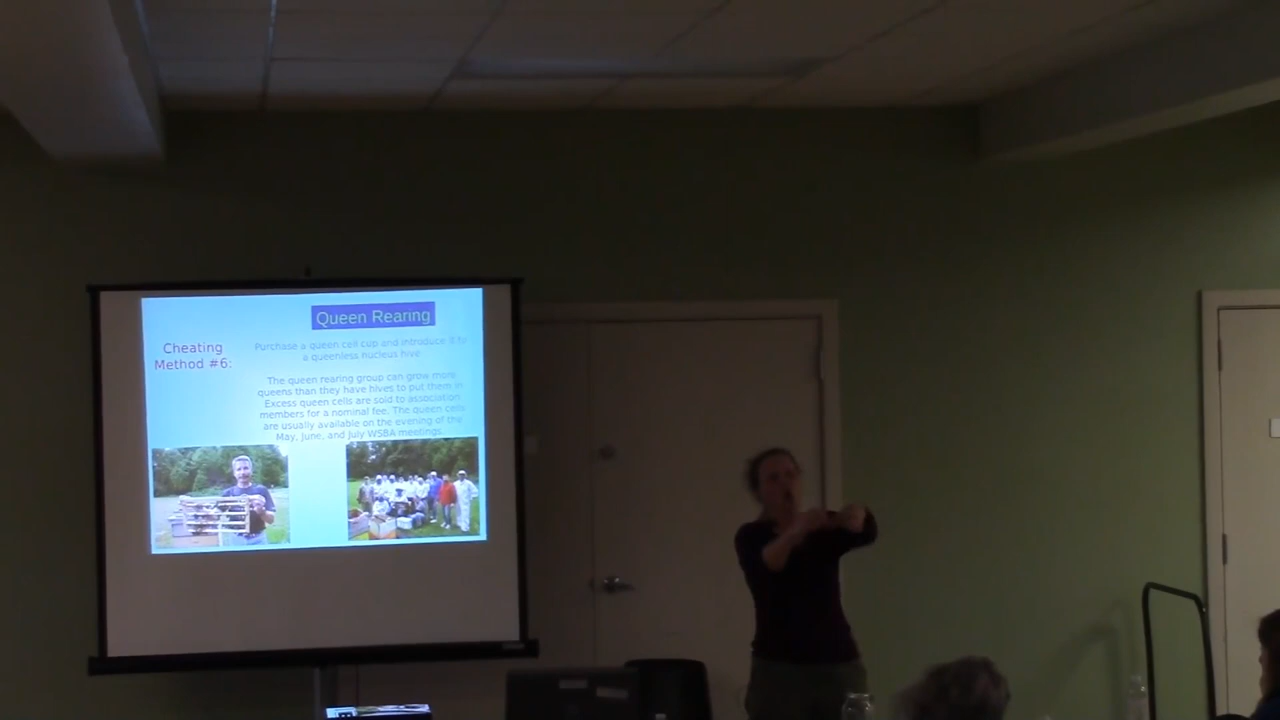 Queen Rearing
Cheating
Method #6:
Purchase a queen cell cup and introduce it to
a queenless nucleus hive
The queen rearing group can grow more
queens than they have hives to put them in.
Excess queen cells are sold to association
members for a nominal fee. The queen cells
are usually available on the evening of the
May, June, and July WSBA meetings.